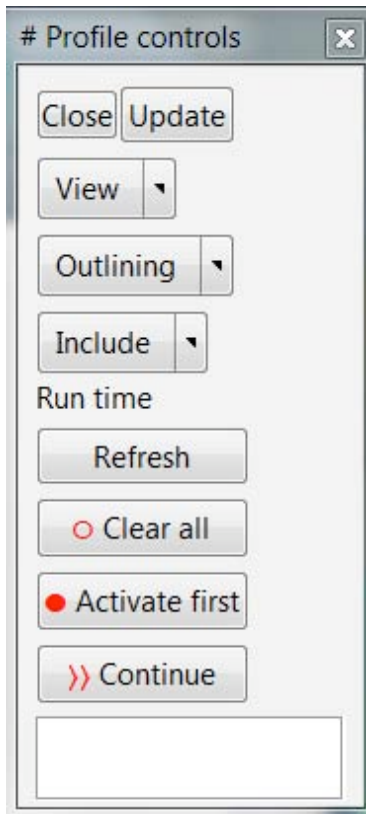 # Profile controls
Close Update
View
Outlining
Include
Run time
Refresh
Clear all
Activate first
Continue